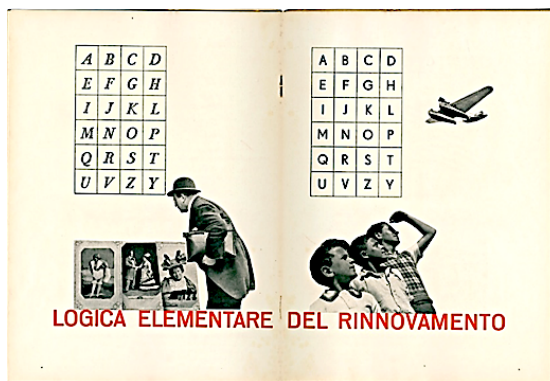 A B C D
E F G H
I J K L
M N O P
Q R S T
U V Z Y
A B C D
E F G H
I J K L
M N O P
Q R S T
U V Z Y
LOGICA ELEMENTARE DEL RINNOVAMENTO